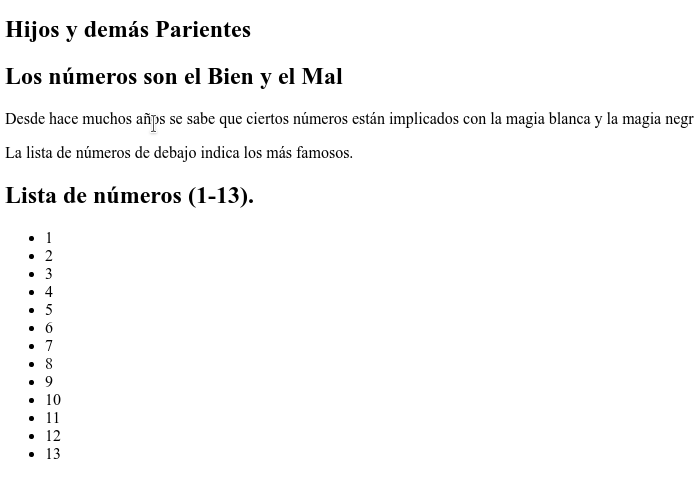 Hijos y demás Parientes
Los números son el Bien y el Mal
Desde hace muchos años se sabe que ciertos números están implicados con la magia blanca y la magia negr
La lista de números de debajo indica los más famosos.
Lista de números (1-13).
• 1
• 2
• 3
• 4
• 5
• 6
• 7
• 8
• 9
• 10
• 11
• 12
• 13